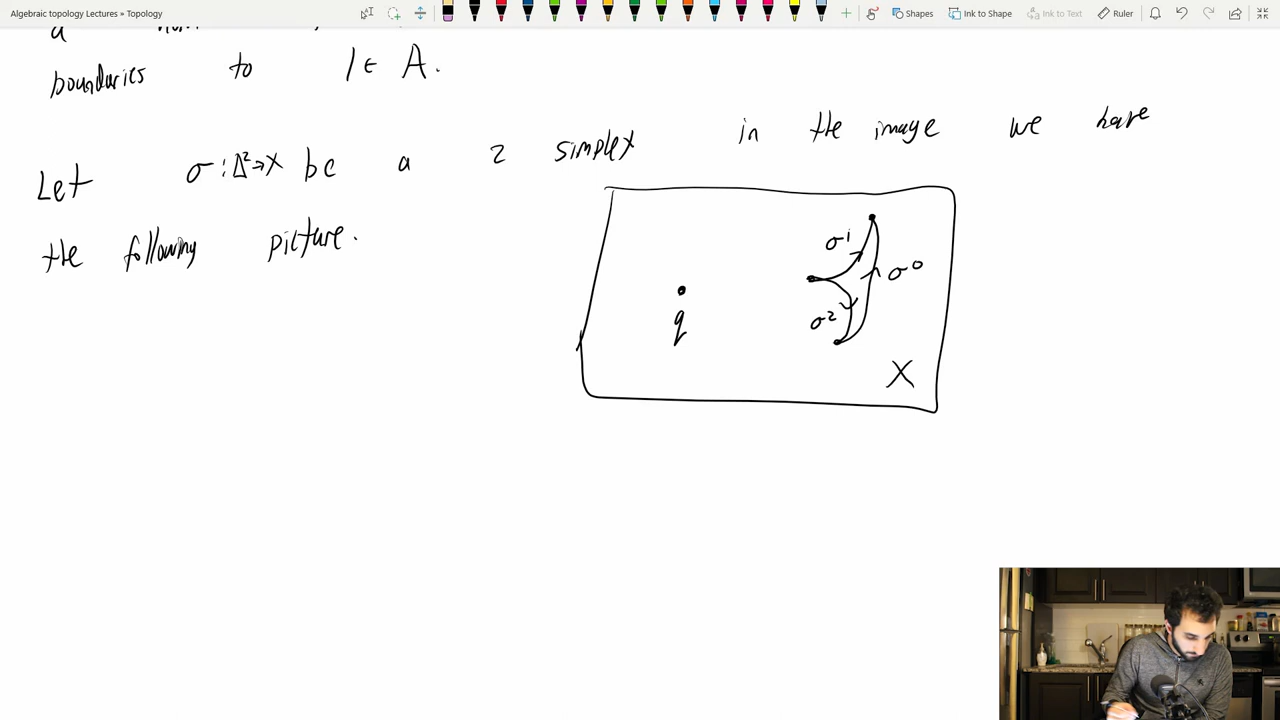 Algebraic topology Lectures » Topology
Shapes Ink to Shape Ink to Text Ruler
a
boundaries to 1 ∈ A.
Let σ : Δ² → X be a 2 simplex in the image we have
the following picture.
σ¹
σ⁰
σ²
q
X